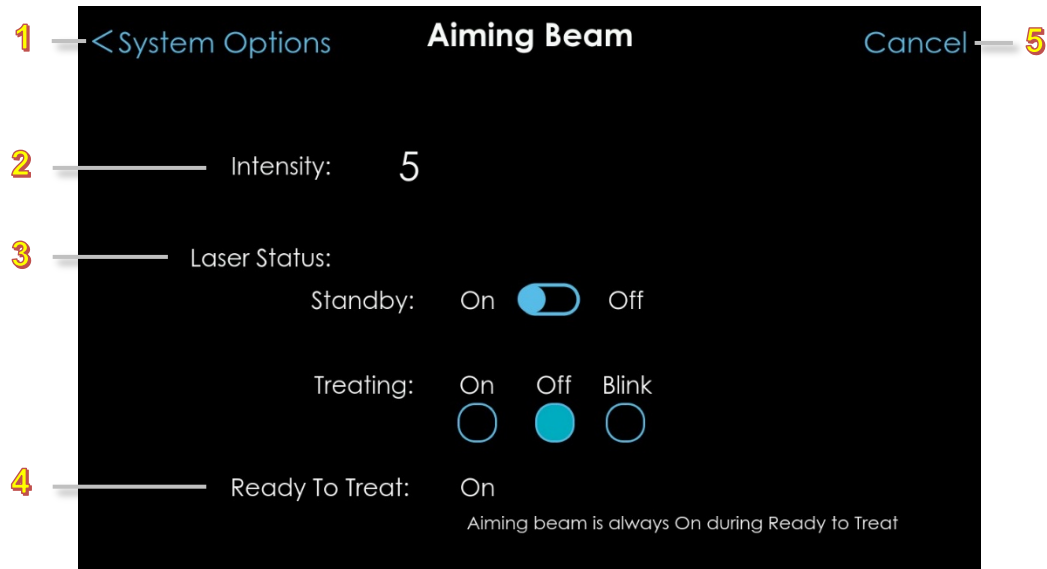 1 <System Options Aiming Beam Cancel 5
2 Intensity: 5
3 Laser Status:
Standby: On Off
Treating: On Off Blink
4 Ready To Treat: On
Aiming beam is always On during Ready to Treat